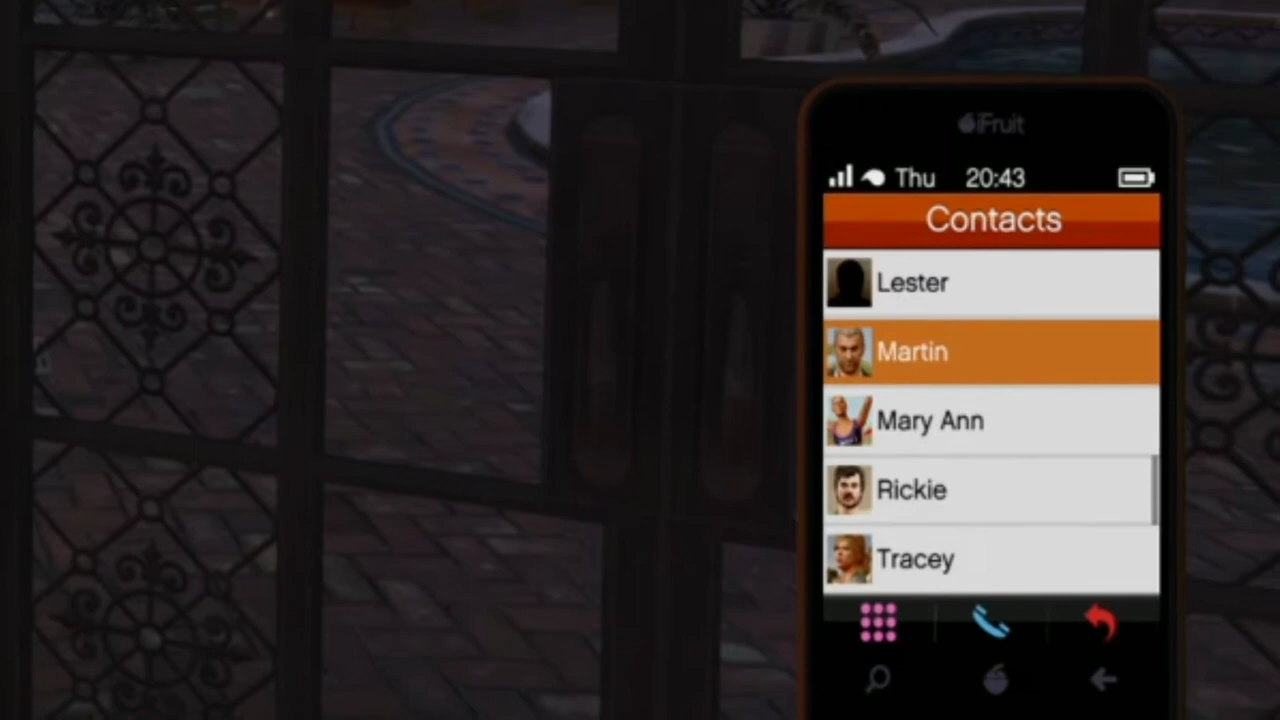 iFruit
Thu 20:43
Contacts
Lester
Martin
Mary Ann
Rickie
Tracey